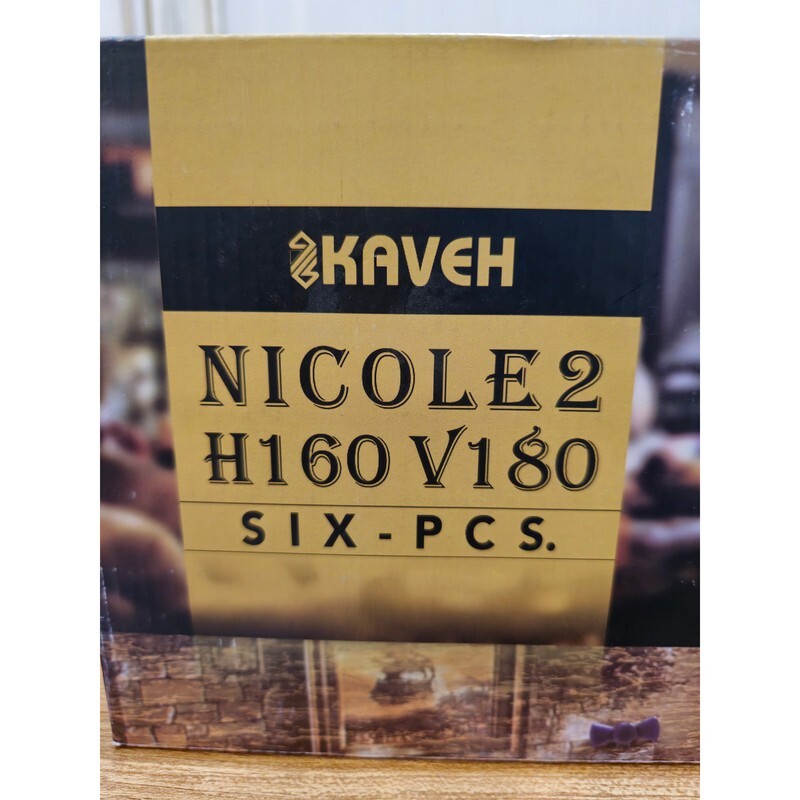 KAVEH
NICOLE 2
H160 V180
SIX-PCS.